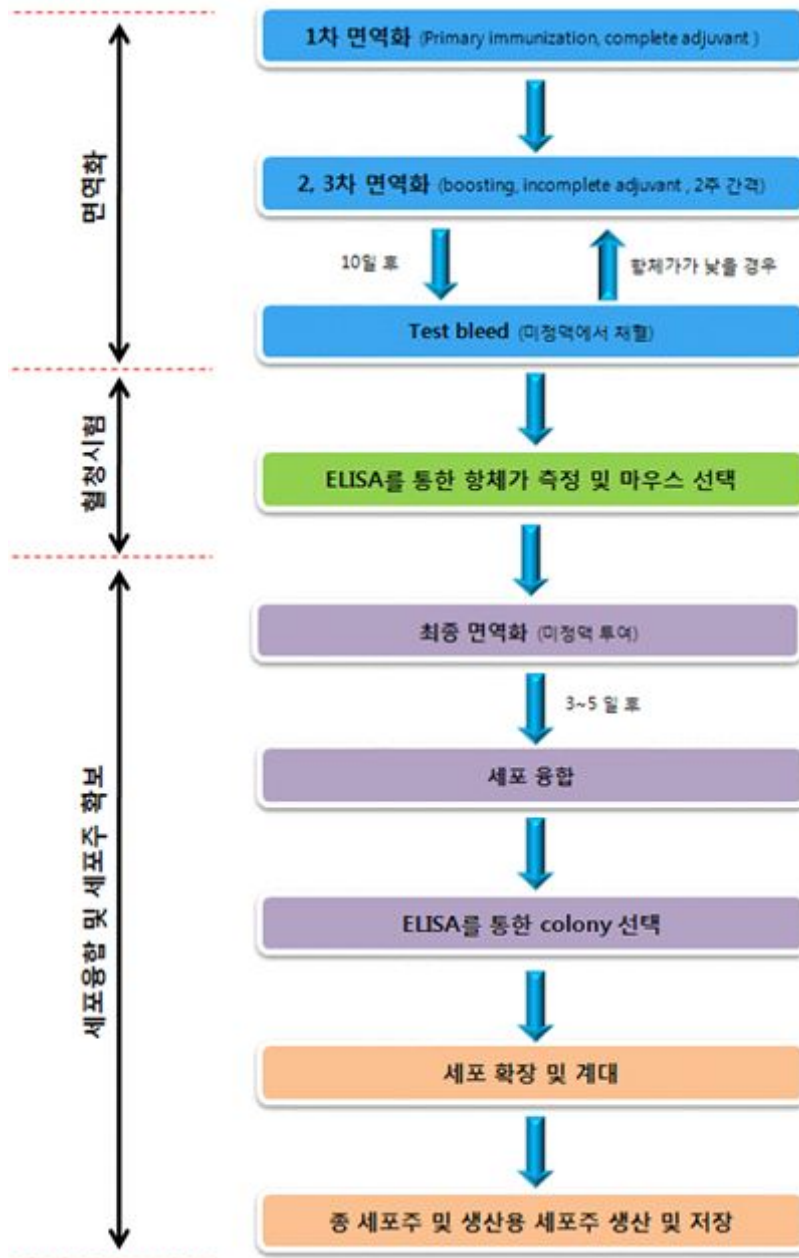 1차 면역화 (Primary immunization, complete adjuvant )
2, 3차 면역화 (boosting, incomplete adjuvant , 2주 간격)
10일 후
항체가가 낮을 경우
Test bleed (미정맥에서 채혈)
면역화
ELISA를 통한 항체가 측정 및 마우스 선택
혈청시험
최종 면역화 (미정맥 투여)
3~5 일 후
세포 융합
ELISA를 통한 colony 선택
세포융합 및 세포주 확보
세포 확장 및 계대
종 세포주 및 생산용 세포주 생산 및 저장